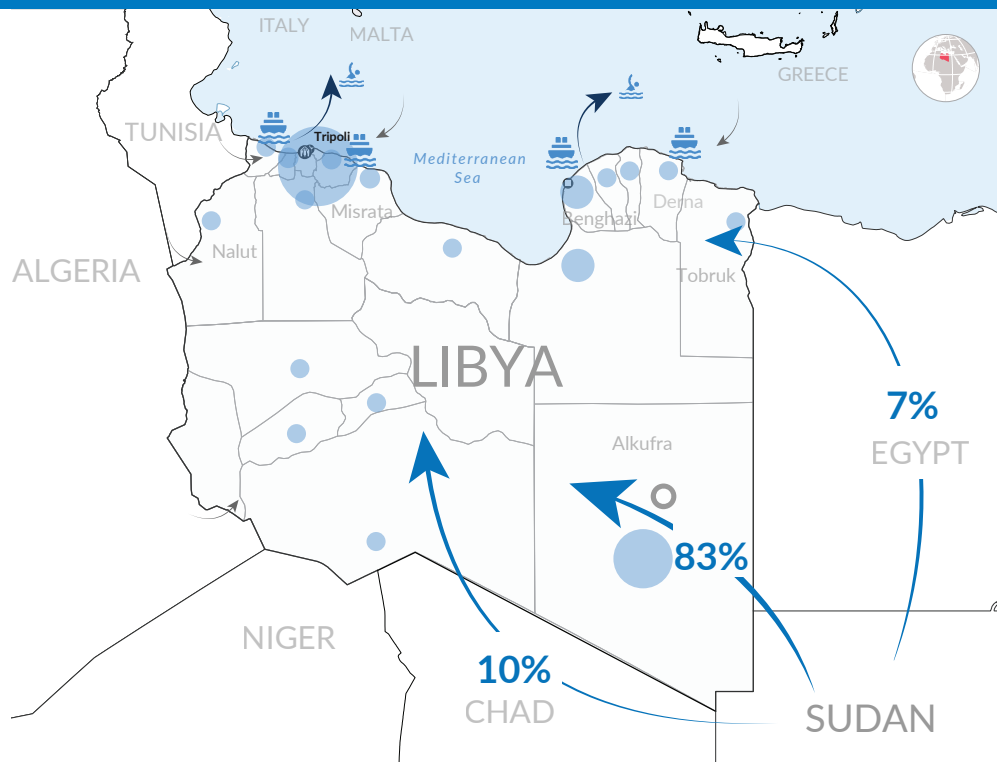 ITALY
MALTA
GREECE
TUNISIA
Tripoli
Mediterranean
Sea
Misrata
Benghazi
Derna
Nalut
ALGERIA
Tobruk
LIBYA
7%
Alkufra
EGYPT
83%
NIGER
10%
CHAD
SUDAN